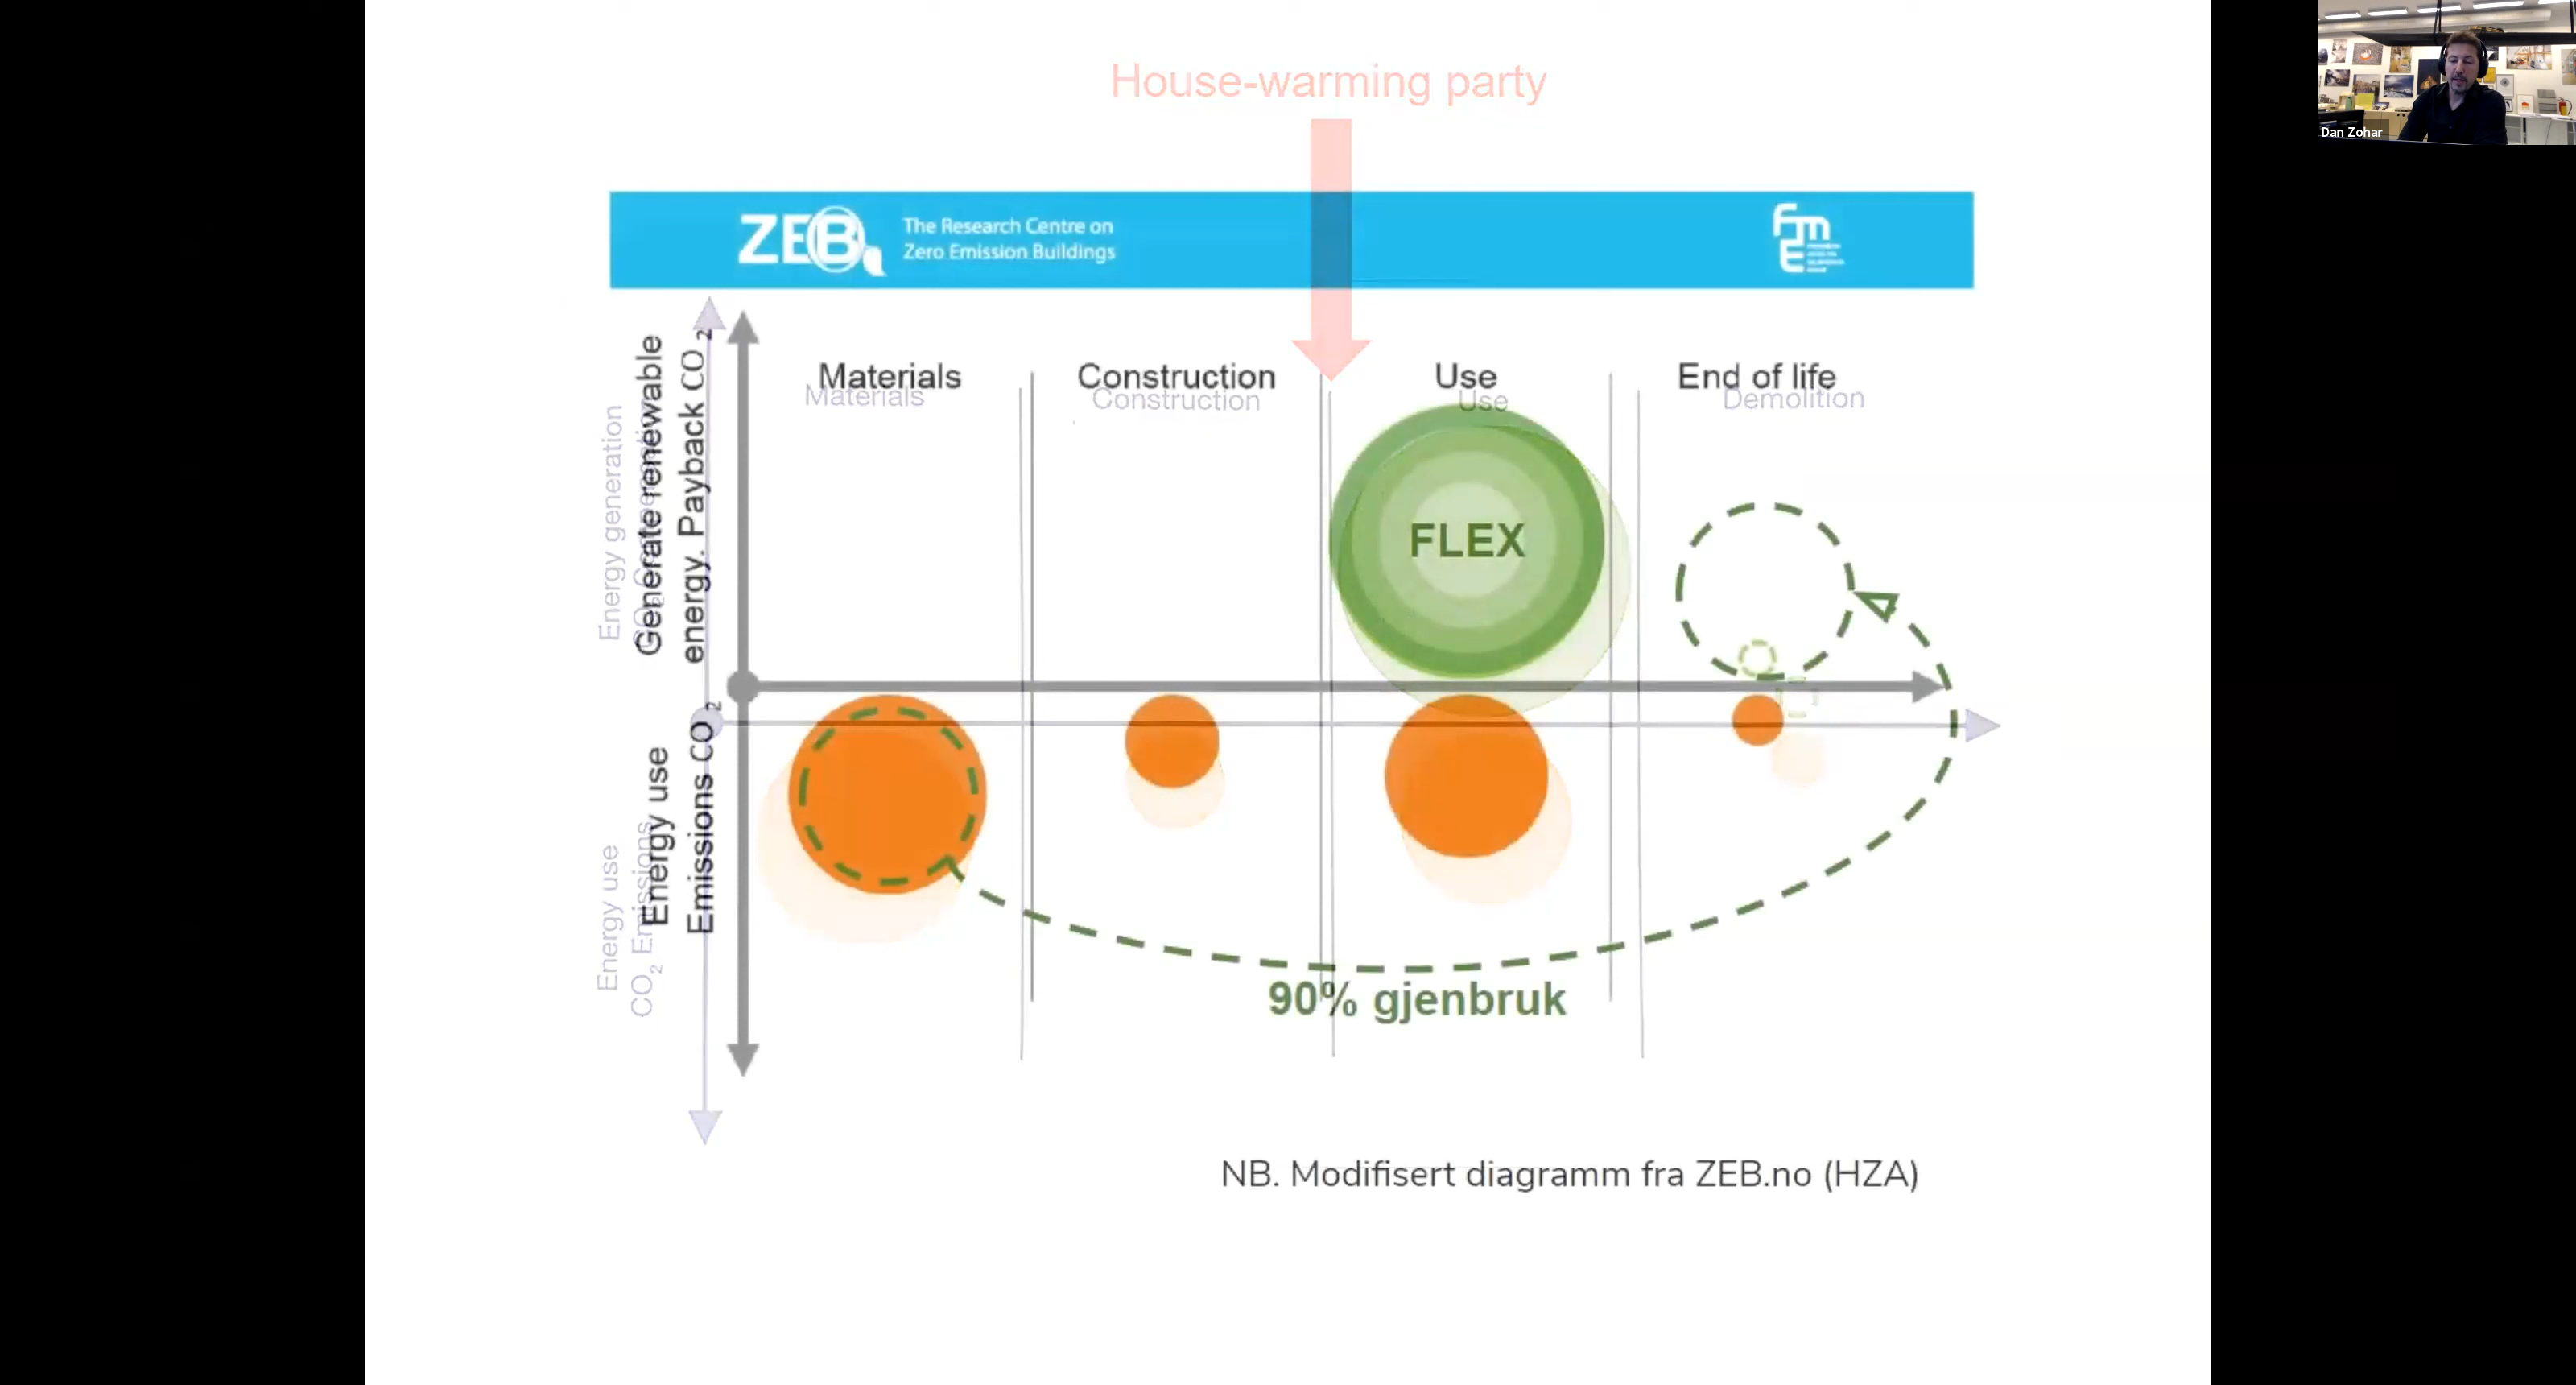 House-warming party
Dan Zohar
ZEB
The Research Centre on
Zero Emission Buildings
Materials
Construction
Use
End of life
Materials
Construction
Use
Demolition
Generate renewable
energy. Payback CO2
Energy generation
FLEX
Energy use
Emissions CO2
Energy use
CO2 Emissions
90% gjenbruk
NB. Modifisert diagramm fra ZEB.no (HZA)